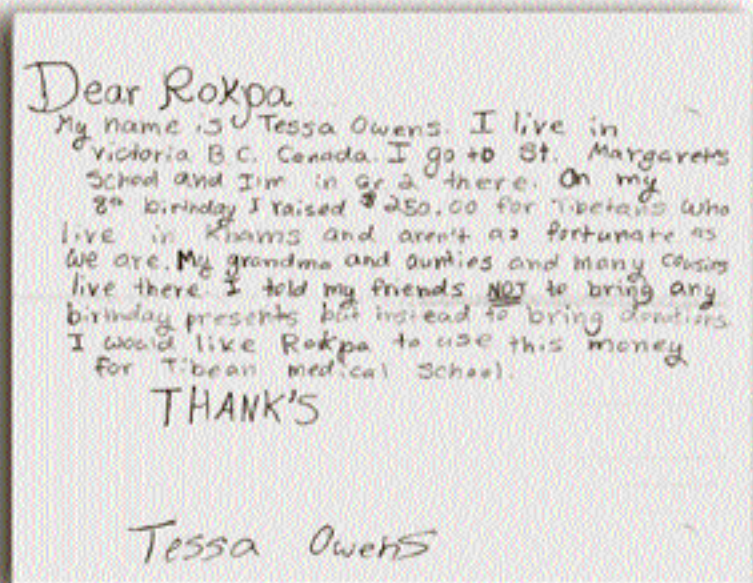 Dear Rokpa
My name is Tessa Owens. I live in
Victoria B.C. Canada. I go to St. Margarets
School and I'm in Gr 2 there. On my
8th birthday I raised $250.00 for Tibetans who
live in Khams and aren't as fortunate as
we are. My grandma and aunties and many cousins
live there. I told my friends NOT to bring any
birthday presents but instead to bring donations.
I would like Rokpa to use this money
for Tibean medical school.
THANK'S
Tessa Owens